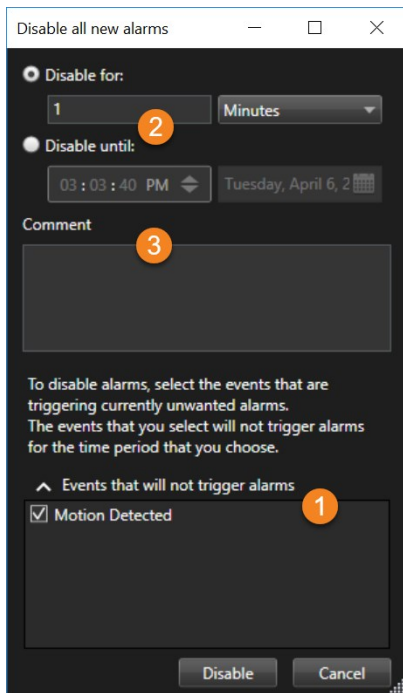 Disable all new alarms
Disable for:
1 Minutes
2
Disable until:
03:03:40 PM Tuesday, April 6, 2
Comment
3
To disable alarms, select the events that are
triggering currently unwanted alarms.
The events that you select will not trigger alarms
for the time period that you choose.
Events that will not trigger alarms
1
Motion Detected
Disable Cancel